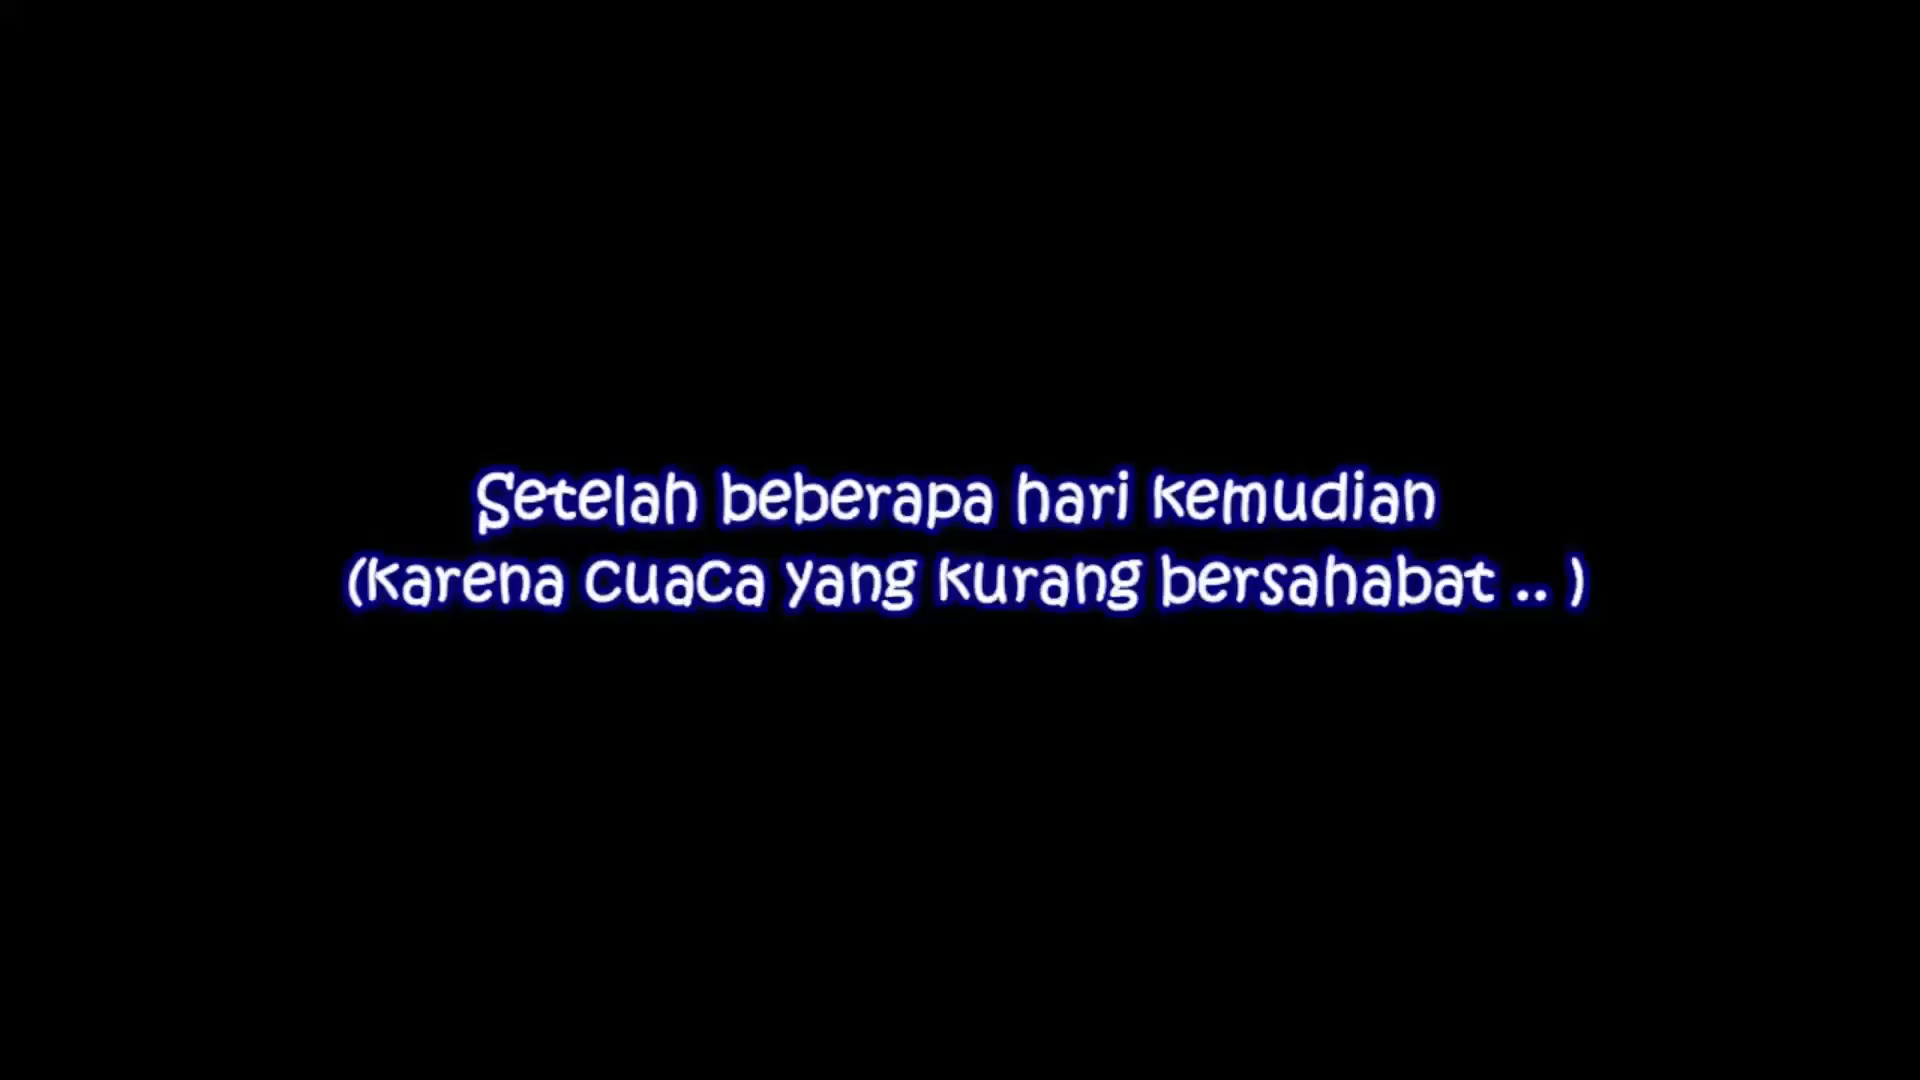 Setelah beberapa hari kemudian
(karena cuaca yang kurang bersahabat .. )